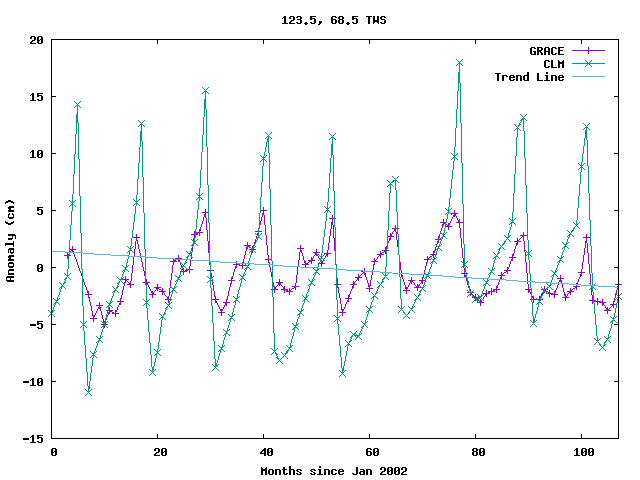 123.5, 68.5 TWS
GRACE
CLM
Trend Line
20
15
10
5
0
-5
-10
-15
Anomaly (cm)
0 20 40 60 80 100
Months since Jan 2002